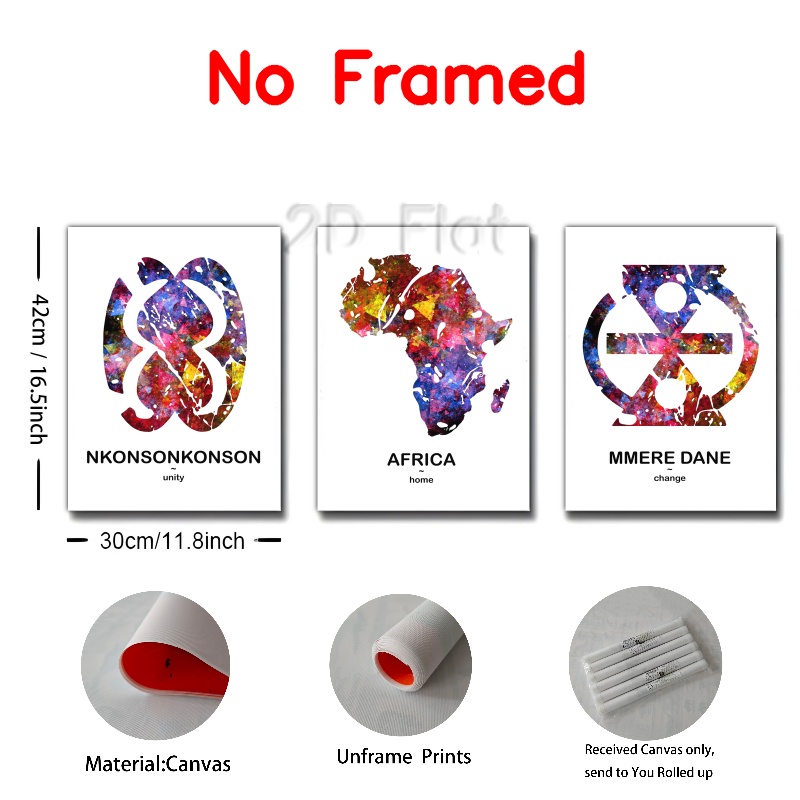 No Framed
2D Flat
42cm / 16.5inch
NKONSONKONSON
~
unity
AFRICA
~
home
MMERE DANE
~
change
30cm/11.8inch
Material:Canvas
Unframe Prints
Received Canvas only,
send to You Rolled up